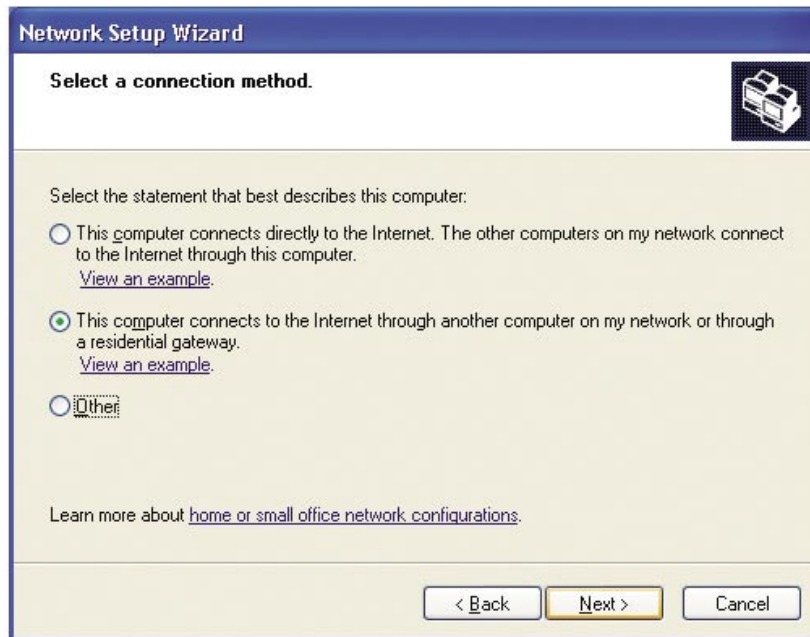 Network Setup Wizard
Select a connection method.
Select the statement that best describes this computer:
This computer connects directly to the Internet. The other computers on my network connect
to the Internet through this computer.
View an example.
This computer connects to the Internet through another computer on my network or through
a residential gateway.
View an example.
Other
Learn more about home or small office network configurations.
< Back
Next >
Cancel